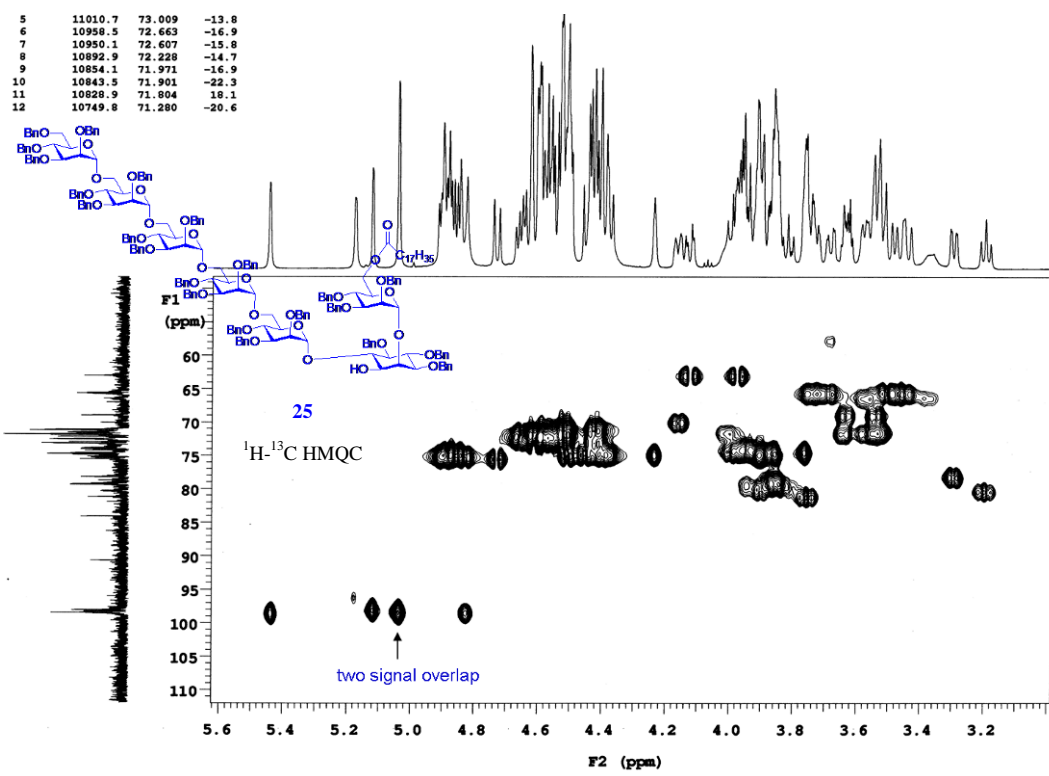 5 11010.7 73.009 -13.8
6 10958.5 72.663 -16.9
7 10950.1 72.607 -15.8
8 10892.9 72.228 -14.7
9 10854.1 71.971 -16.9
10 10843.5 71.901 -22.3
11 10828.9 71.804 18.1
12 10749.8 71.280 -20.6
BnO OBn
BnO
BnO
O
O OBn
BnO
BnO
O
O OBn
BnO
BnO
O
O
C17H35
O
O
O OBn
BnO
BnO
O
OBn
BnO
BnO
O
O OBn
BnO
BnO
O
BnO
O
O
OBn
HO
OBn
25
1H-13C HMQC
F1
(ppm)
60
65
70
75
80
85
90
95
100
105
110
two signal overlap
5.6 5.4 5.2 5.0 4.8 4.6 4.4 4.2 4.0 3.8 3.6 3.4 3.2
F2 (ppm)